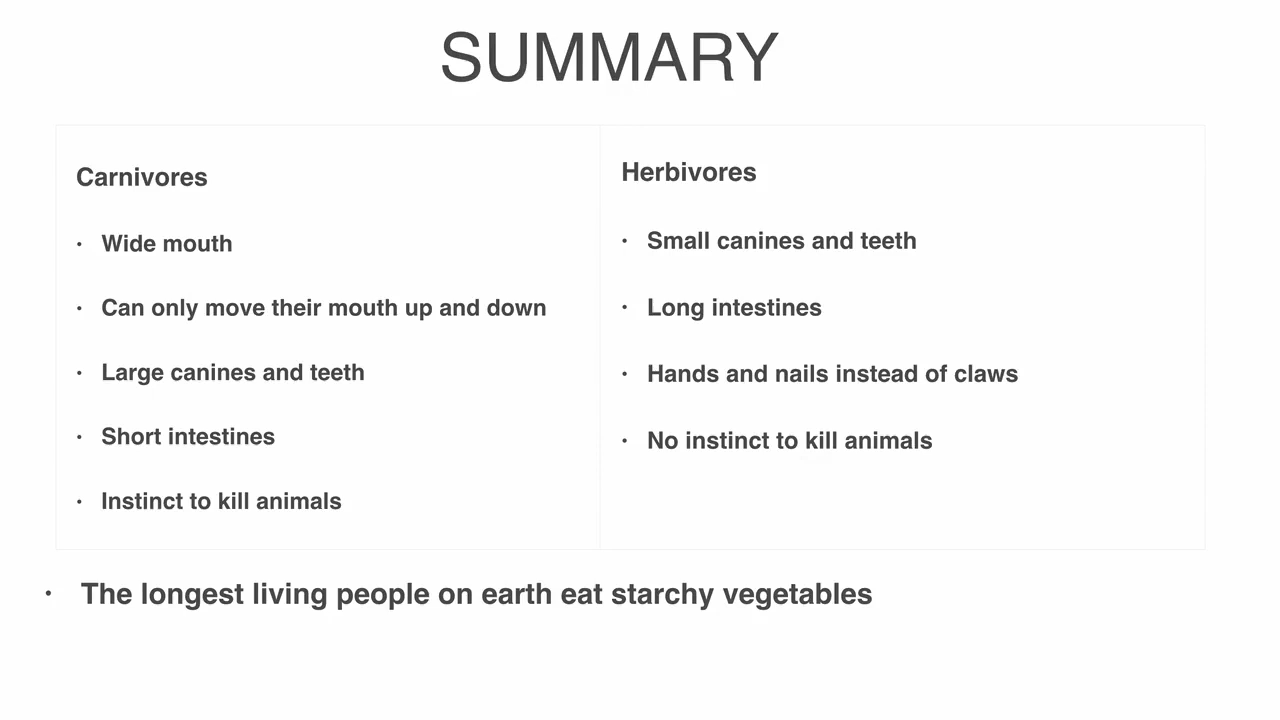 SUMMARY
Carnivores
• Wide mouth
• Can only move their mouth up and down
• Large canines and teeth
• Short intestines
• Instinct to kill animals
Herbivores
• Small canines and teeth
• Long intestines
• Hands and nails instead of claws
• No instinct to kill animals
• The longest living people on earth eat starchy vegetables